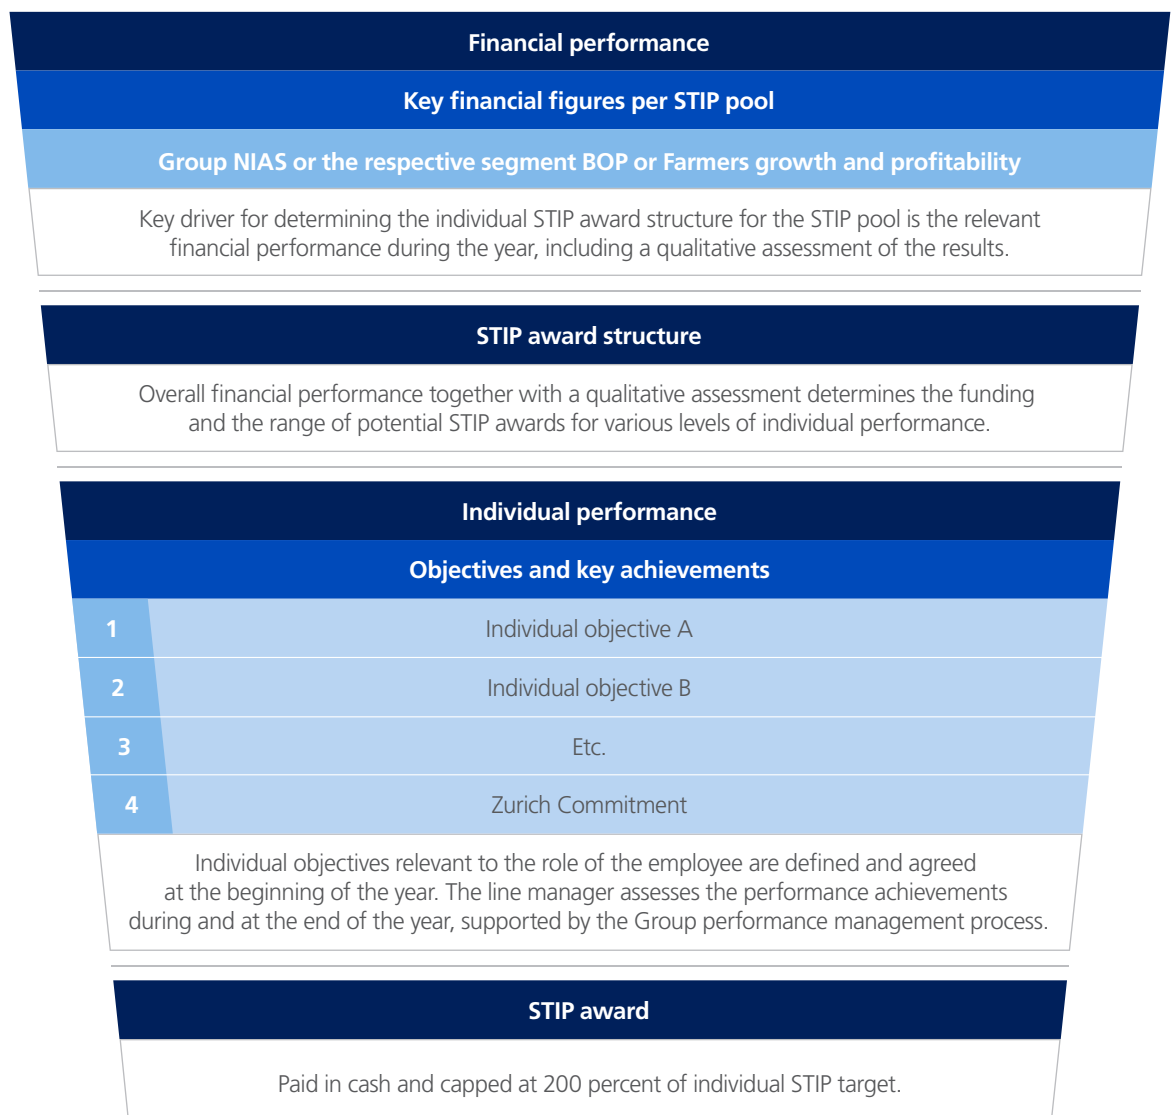 Financial performance
Key financial figures per STIP pool
Group NIAS or the respective segment BOP or Farmers growth and profitability
Key driver for determining the individual STIP award structure for the STIP pool is the relevant
financial performance during the year, including a qualitative assessment of the results.
STIP award structure
Overall financial performance together with a qualitative assessment determines the funding
and the range of potential STIP awards for various levels of individual performance.
Individual performance
Objectives and key achievements
1 Individual objective A
2 Individual objective B
3 Etc.
4 Zurich Commitment
Individual objectives relevant to the role of the employee are defined and agreed
at the beginning of the year. The line manager assesses the performance achievements
during and at the end of the year, supported by the Group performance management process.
STIP award
Paid in cash and capped at 200 percent of individual STIP target.